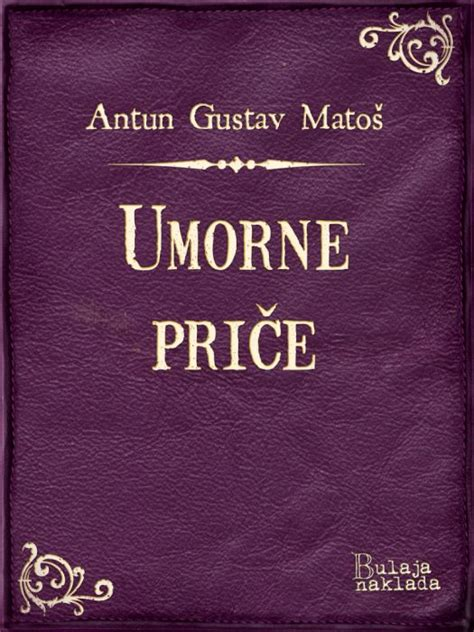 Antun Gustav Matoš
UMORNE
PRIČE
Bulaja
naklada